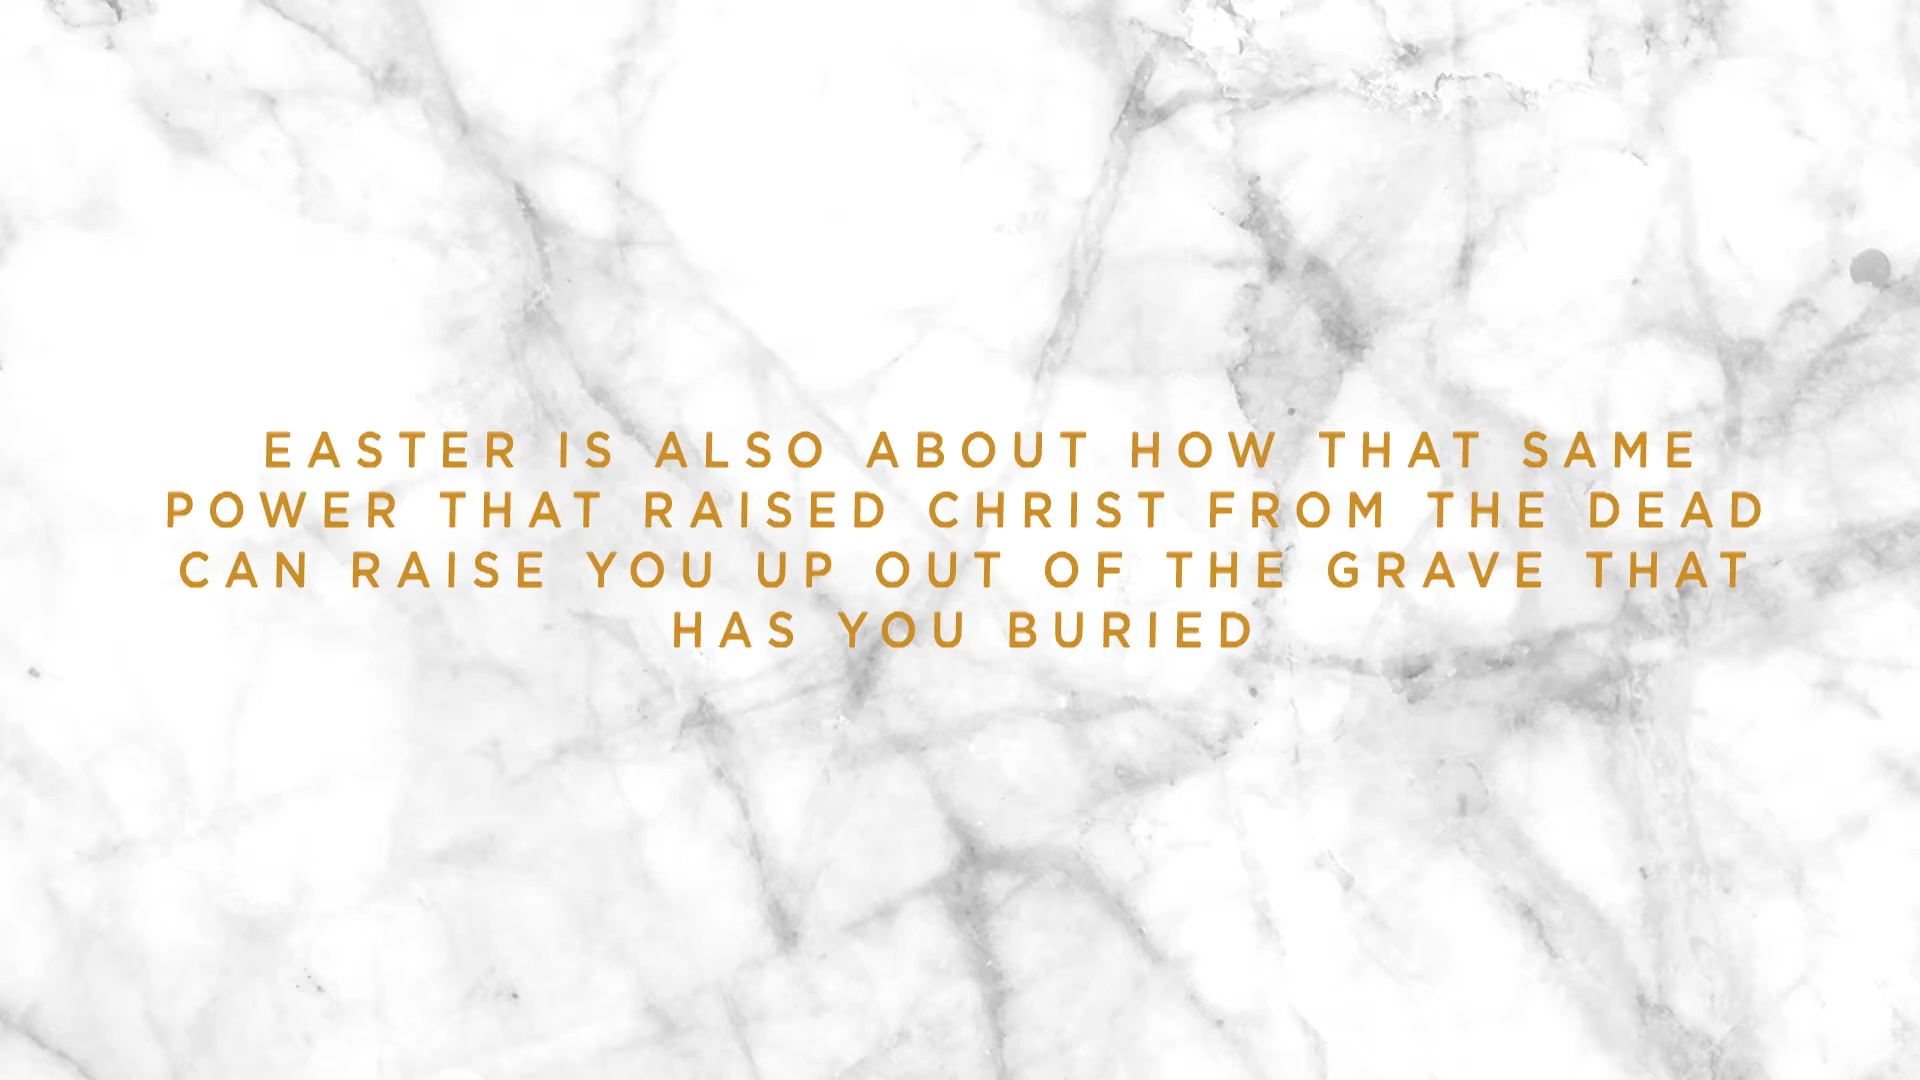 EASTER IS ALSO ABOUT HOW THAT SAME
POWER THAT RAISED CHRIST FROM THE DEAD
CAN RAISE YOU UP OUT OF THE GRAVE THAT
HAS YOU BURIED